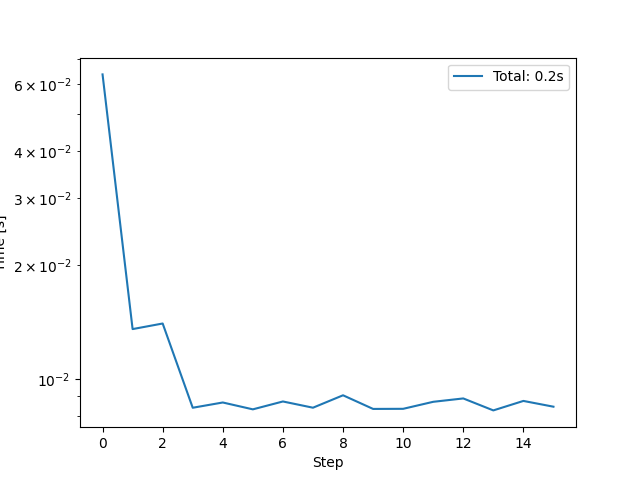 Total: 0.2s
6 × 10⁻²
4 × 10⁻²
3 × 10⁻²
2 × 10⁻²
10⁻²
Time [s]
0 2 4 6 8 10 12 14
Step